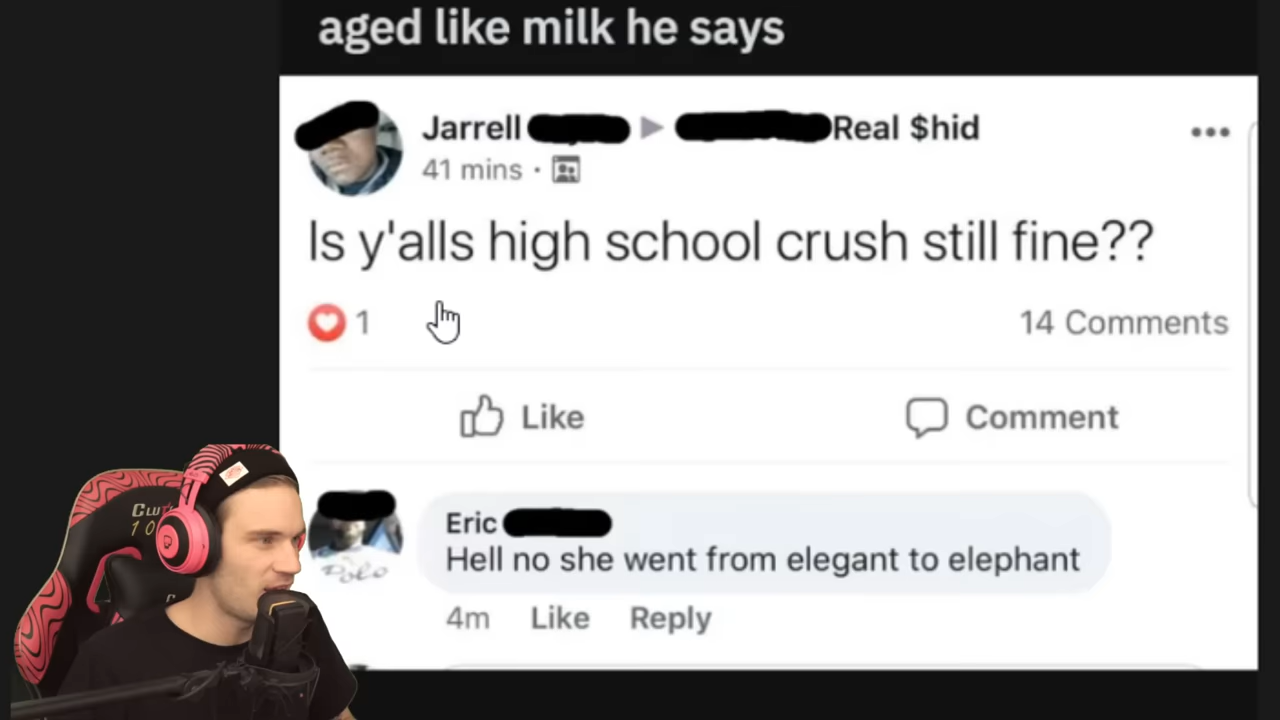 aged like milk he says
Jarrell
Real $hid
41 mins ·
Is y'alls high school crush still fine??
1
14 Comments
Like
Comment
Eric
Hell no she went from elegant to elephant
4m Like Reply
Polo